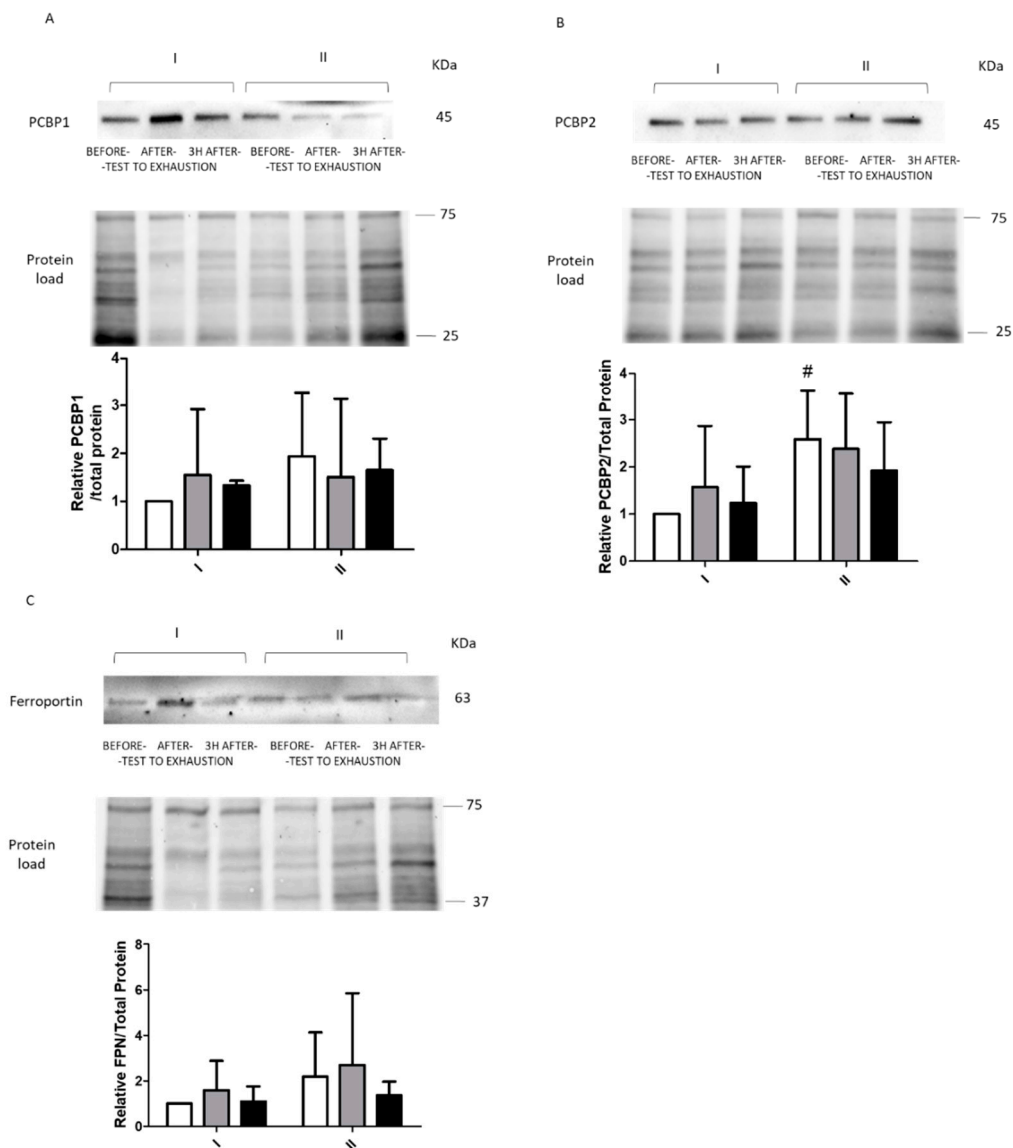 A
I II
KDa
PCBP1
45
BEFORE- AFTER- 3H AFTER- BEFORE- AFTER- 3H AFTER-
-TEST TO EXHAUSTION -TEST TO EXHAUSTION
75
Protein
load
25
Relative PCBP1
/total protein
4
3
2
1
0
I II
B
I II
KDa
PCBP2
45
BEFORE- AFTER- 3H AFTER- BEFORE- AFTER- 3H AFTER-
-TEST TO EXHAUSTION -TEST TO EXHAUSTION
75
Protein
load
25
Relative PCBP2/Total Protein
4
3
2
1
0
#
I II
C
I II
KDa
Ferroportin
63
BEFORE- AFTER- 3H AFTER- BEFORE- AFTER- 3H AFTER-
-TEST TO EXHAUSTION -TEST TO EXHAUSTION
75
Protein
load
37
Relative FPN/Total Protein
8
6
4
2
0
I II